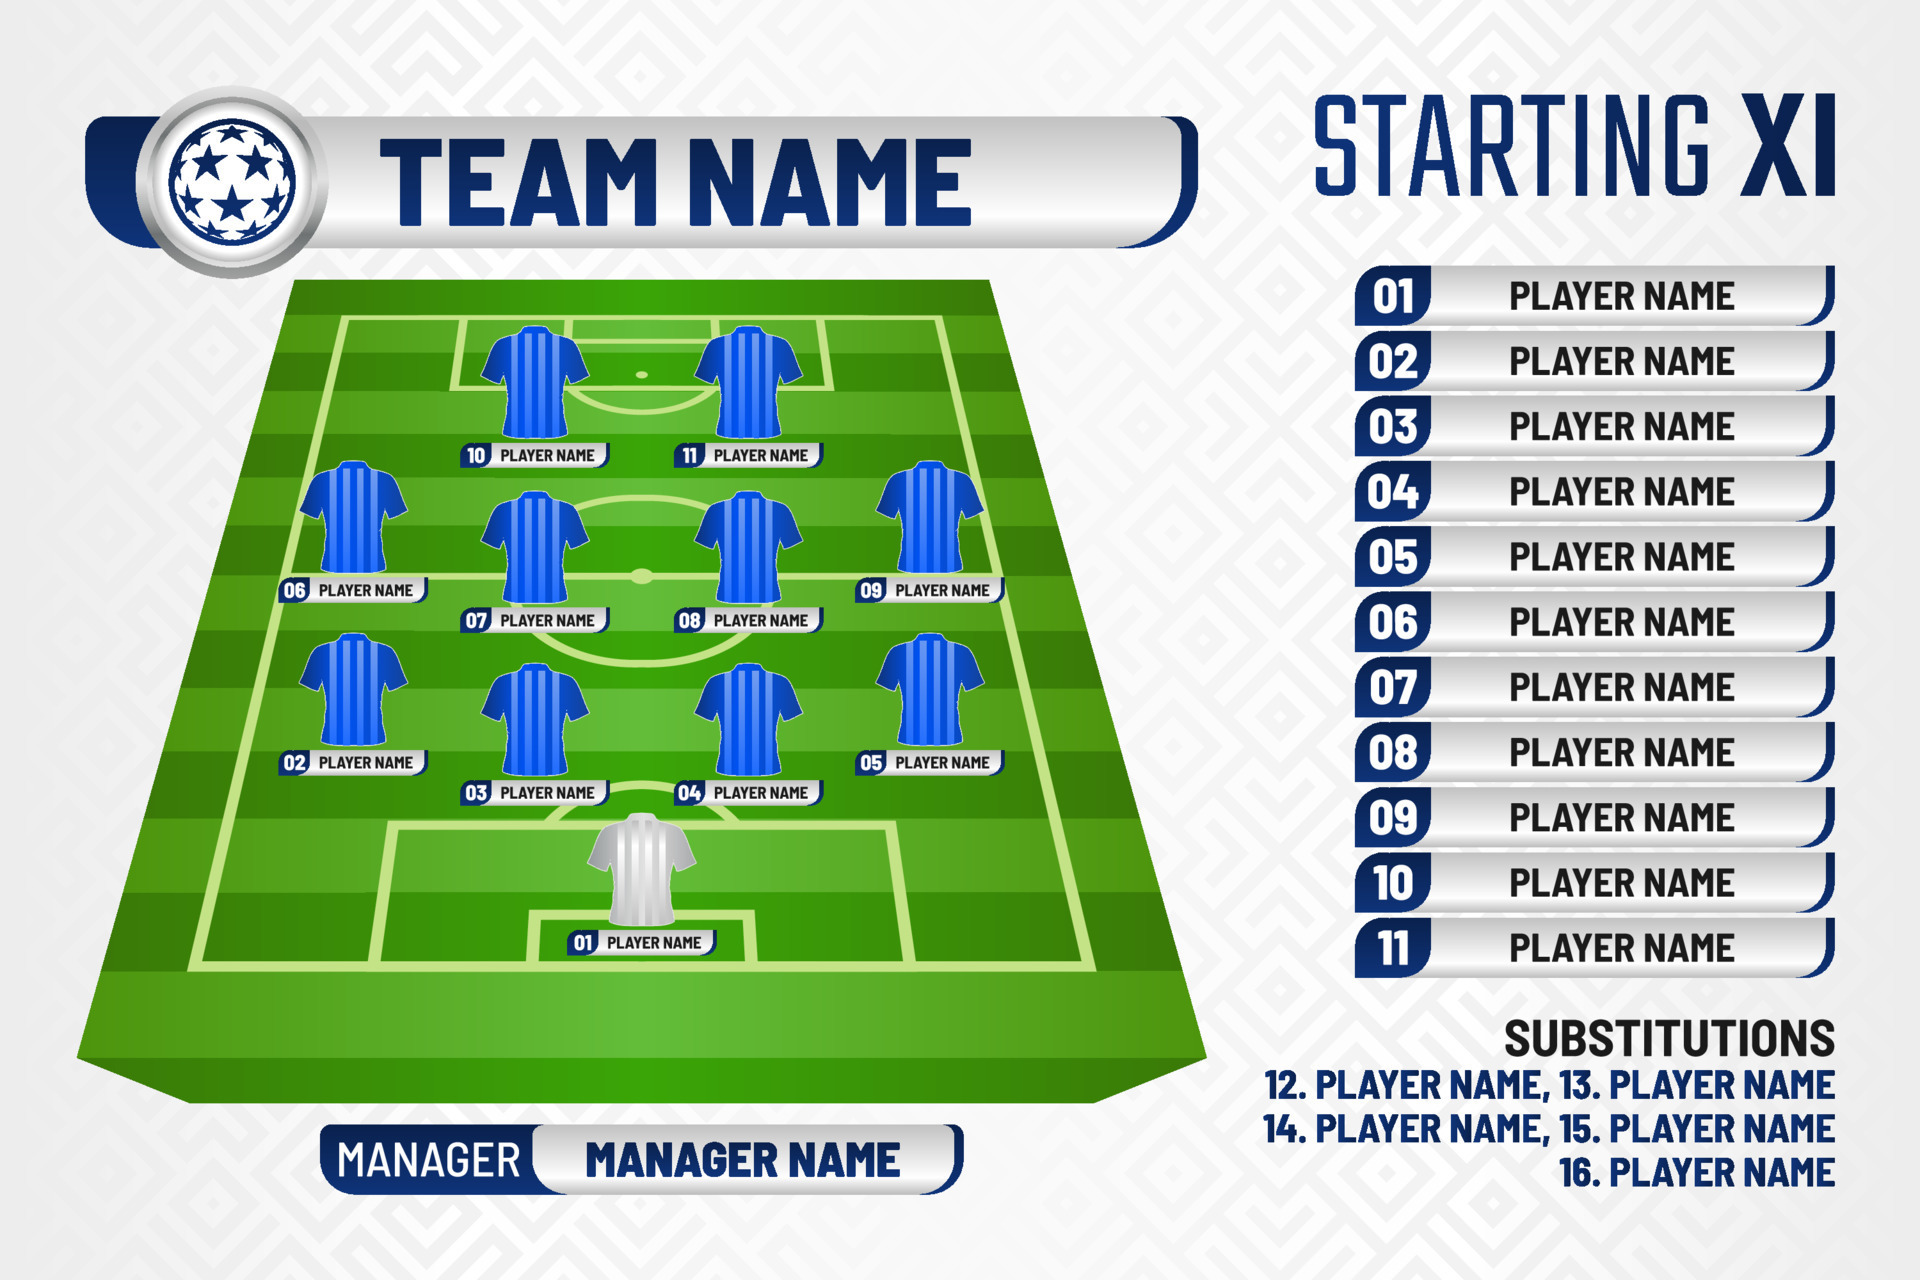 TEAM NAME
STARTING XI
10 PLAYER NAME
11 PLAYER NAME
06 PLAYER NAME
07 PLAYER NAME
08 PLAYER NAME
09 PLAYER NAME
02 PLAYER NAME
03 PLAYER NAME
04 PLAYER NAME
05 PLAYER NAME
01 PLAYER NAME
MANAGER MANAGER NAME
01 PLAYER NAME
02 PLAYER NAME
03 PLAYER NAME
04 PLAYER NAME
05 PLAYER NAME
06 PLAYER NAME
07 PLAYER NAME
08 PLAYER NAME
09 PLAYER NAME
10 PLAYER NAME
11 PLAYER NAME
SUBSTITUTIONS
12. PLAYER NAME, 13. PLAYER NAME
14. PLAYER NAME, 15. PLAYER NAME
16. PLAYER NAME